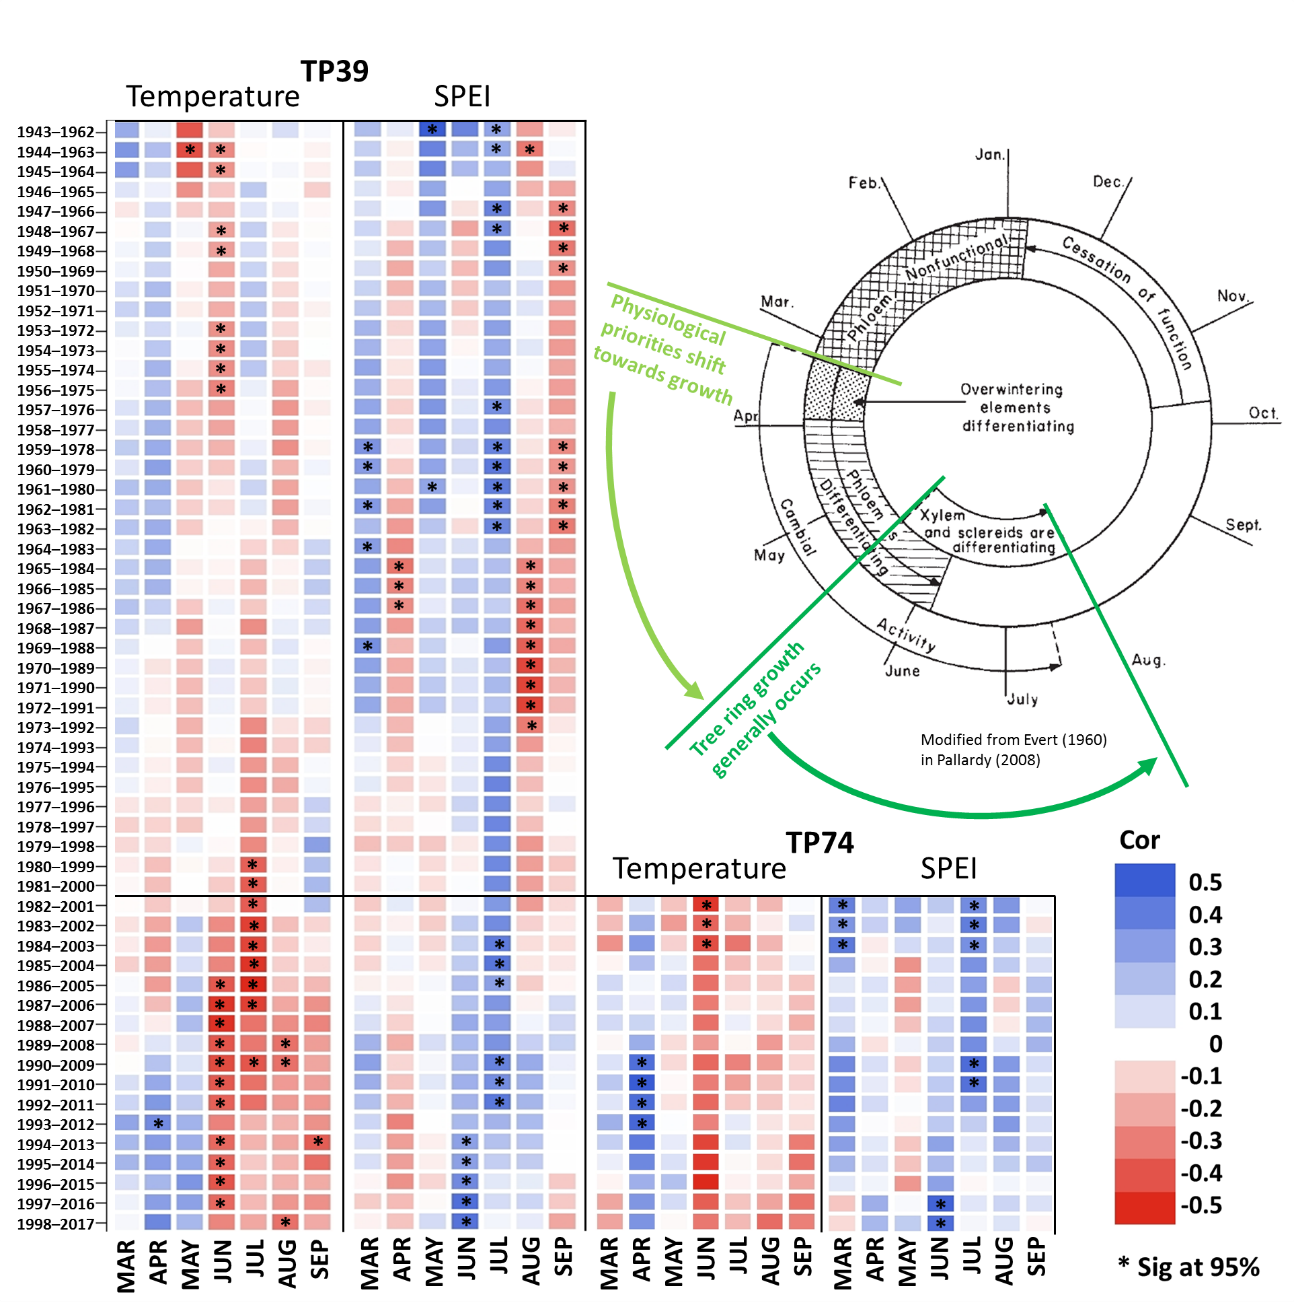 TP39
Temperature SPEI
1943–1962
1944–1963
1945–1964
1946–1965
1947–1966
1948–1967
1949–1968
1950–1969
1951–1970
1952–1971
1953–1972
1954–1973
1955–1974
1956–1975
1957–1976
1958–1977
1959–1978
1960–1979
1961–1980
1962–1981
1963–1982
1964–1983
1965–1984
1966–1985
1967–1986
1968–1987
1969–1988
1970–1989
1971–1990
1972–1991
1973–1992
1974–1993
1975–1994
1976–1995
1977–1996
1978–1997
1979–1998
1980–1999
1981–2000
1982–2001
1983–2002
1984–2003
1985–2004
1986–2005
1987–2006
1988–2007
1989–2008
1990–2009
1991–2010
1992–2011
1993–2012
1994–2013
1995–2014
1996–2015
1997–2016
1998–2017
MAR APR MAY JUN JUL AUG SEP MAR APR MAY JUN JUL AUG SEP
Jan.
Feb.
Dec.
Mar.
Nov.
Apr
Oct.
May
Sept.
June
July
Aug.
Phloem Nonfunctional
Cessation of function
Overwintering
elements
differentiating
Phloem is
Differentiating
Xylem
and sclereids are
differentiating
Cambial Activity
Physiological
priorities shift
towards growth
Tree ring growth
generally occurs
Modified from Evert (1960)
in Pallardy (2008)
TP74
Temperature SPEI
MAR APR MAY JUN JUL AUG SEP MAR APR MAY JUN JUL AUG SEP
Cor
0.5
0.4
0.3
0.2
0.1
0
-0.1
-0.2
-0.3
-0.4
-0.5
* Sig at 95%